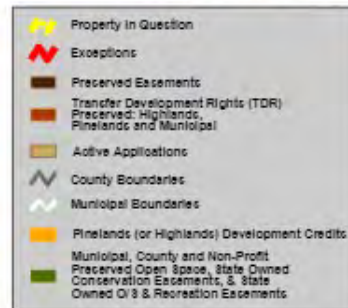 Property In Question
Exceptions
Preserved Easements
Transfer Development Rights (TDR)
Preserved: Highlands,
Pinelands and Municipal
Active Applications
County Boundaries
Municipal Boundaries
Pinelands (or Highlands) Development Credits
Municipal, County and Non-Profit
Preserved Open Space, State Owned
Conservation Easements, & State
Owned O/S & Recreation Easements